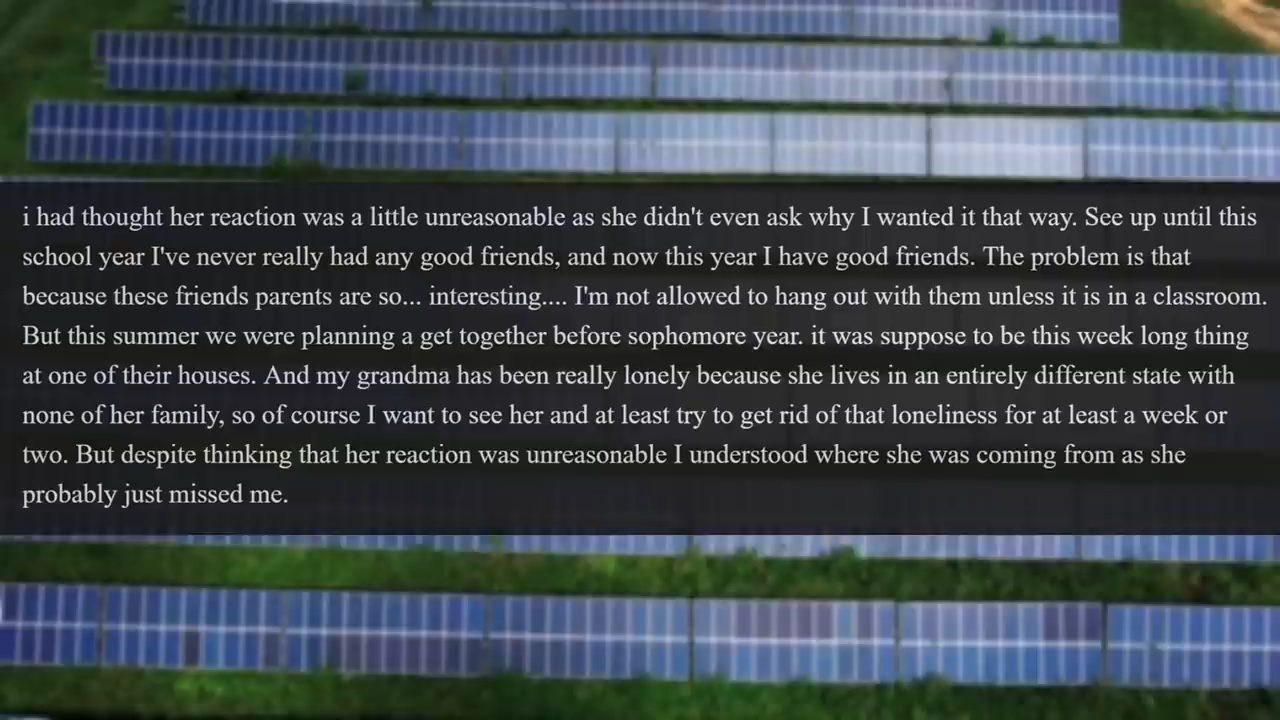 i had thought her reaction was a little unreasonable as she didn't even ask why I wanted it that way. See up until this
school year I've never really had any good friends, and now this year I have good friends. The problem is that
because these friends parents are so... interesting.... I'm not allowed to hang out with them unless it is in a classroom.
But this summer we were planning a get together before sophomore year. it was suppose to be this week long thing
at one of their houses. And my grandma has been really lonely because she lives in an entirely different state with
none of her family, so of course I want to see her and at least try to get rid of that loneliness for at least a week or
two. But despite thinking that her reaction was unreasonable I understood where she was coming from as she
probably just missed me.